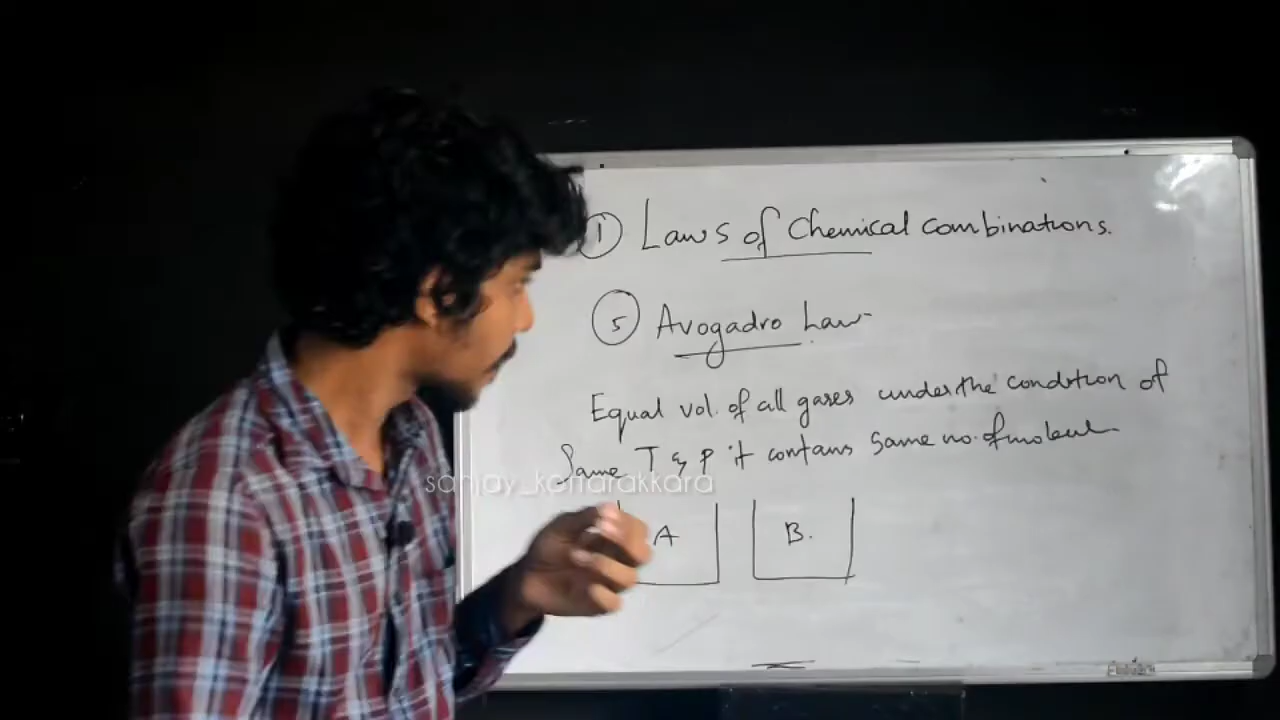 ① Laws of Chemical Combinations.
⑤ Avogadro Law
Equal vol. of all gases under the condition of
Same T & P it contains same no. of
sanjay_kottarakkara
A B.